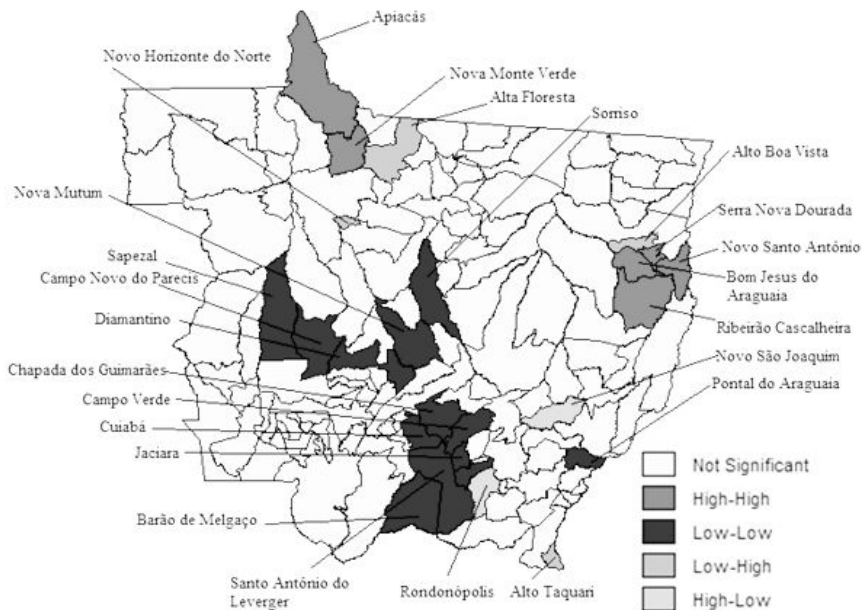 Apiacás
Novo Horizonte do Norte
Nova Monte Verde
Alta Floresta
Sorriso
Alto Boa Vista
Nova Mutum
Serra Nova Dourada
Sapezal
Novo Santo Antônio
Campo Novo do Parecis
Bom Jesus do
Araguaia
Diamantino
Ribeirão Cascalheira
Chapada dos Guimarães
Novo São Joaquim
Campo Verde
Pontal do Araguaia
Cuiabá
Jaciara
Barão de Melgaço
Santo Antônio do
Leverger
Rondonópolis
Alto Taquari
Not Significant
High-High
Low-Low
Low-High
High-Low